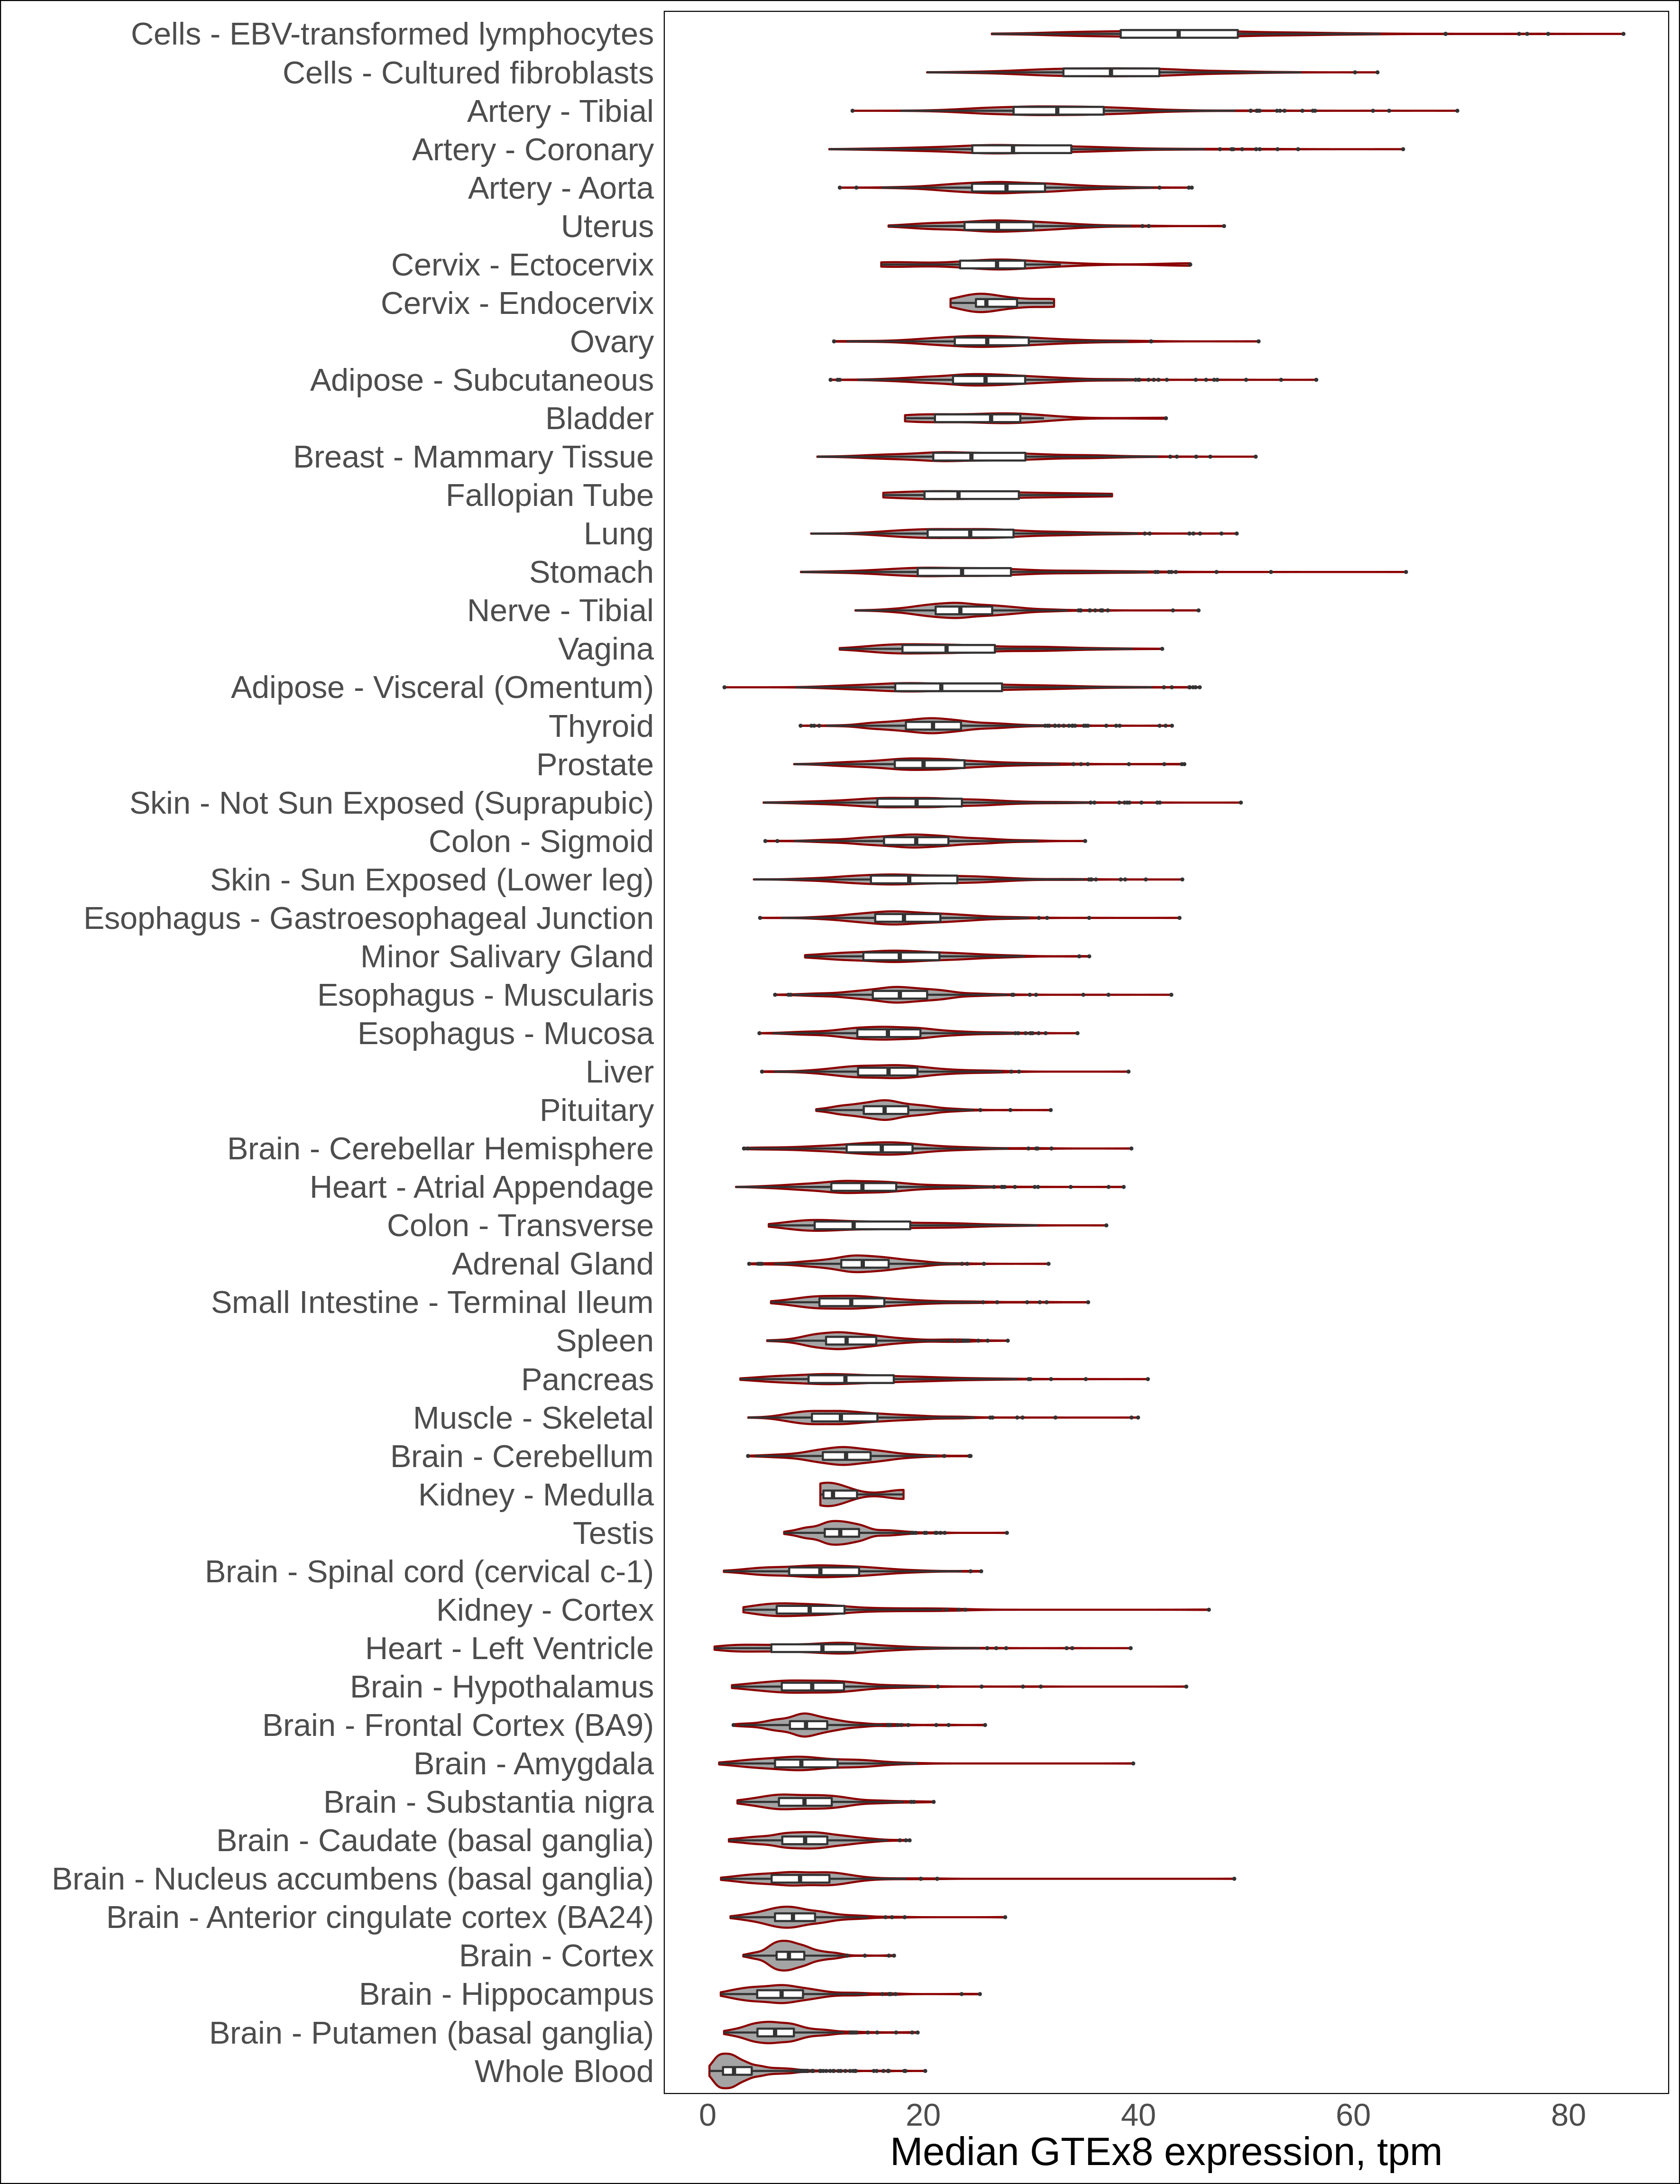 Cells - EBV-transformed lymphocytes
Cells - Cultured fibroblasts
Artery - Tibial
Artery - Coronary
Artery - Aorta
Uterus
Cervix - Ectocervix
Cervix - Endocervix
Ovary
Adipose - Subcutaneous
Bladder
Breast - Mammary Tissue
Fallopian Tube
Lung
Stomach
Nerve - Tibial
Vagina
Adipose - Visceral (Omentum)
Thyroid
Prostate
Skin - Not Sun Exposed (Suprapubic)
Colon - Sigmoid
Skin - Sun Exposed (Lower leg)
Esophagus - Gastroesophageal Junction
Minor Salivary Gland
Esophagus - Muscularis
Esophagus - Mucosa
Liver
Pituitary
Brain - Cerebellar Hemisphere
Heart - Atrial Appendage
Colon - Transverse
Adrenal Gland
Small Intestine - Terminal Ileum
Spleen
Pancreas
Muscle - Skeletal
Brain - Cerebellum
Kidney - Medulla
Testis
Brain - Spinal cord (cervical c-1)
Kidney - Cortex
Heart - Left Ventricle
Brain - Hypothalamus
Brain - Frontal Cortex (BA9)
Brain - Amygdala
Brain - Substantia nigra
Brain - Caudate (basal ganglia)
Brain - Nucleus accumbens (basal ganglia)
Brain - Anterior cingulate cortex (BA24)
Brain - Cortex
Brain - Hippocampus
Brain - Putamen (basal ganglia)
Whole Blood
0 20 40 60 80
Median GTEx8 expression, tpm